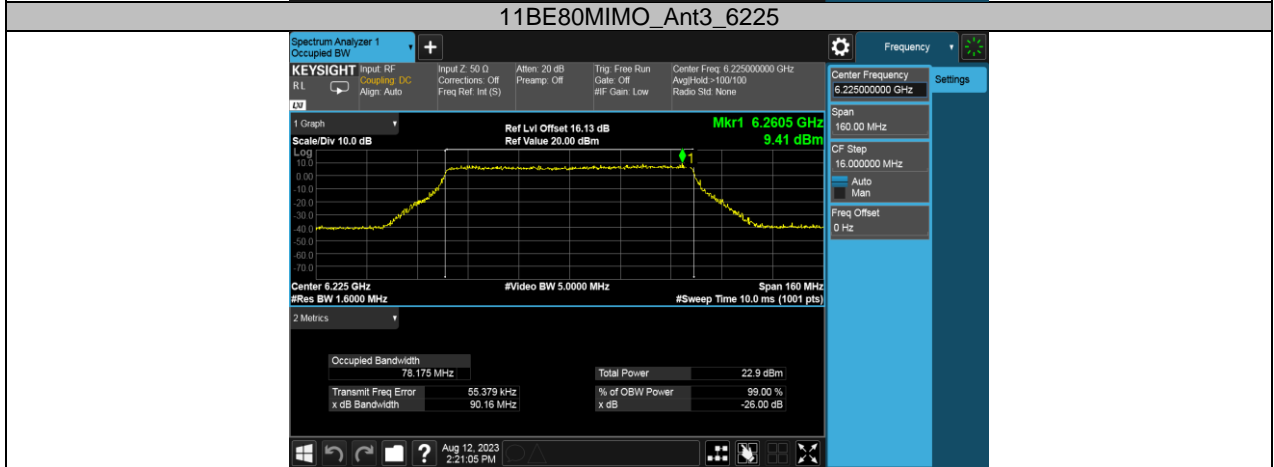 11BE80MIMO_Ant3_6225
Spectrum Analyzer 1
Occupied BW
+
Frequency
KEYSIGHT
RL
LXI
Input: RF
Coupling: DC
Align: Auto
Input Z: 50 Ω
Corrections: Off
Freq Ref: Int (S)
Atten: 20 dB
Preamp: Off
Trig: Free Run
Gate: Off
#IF Gain: Low
Center Freq: 6.225000000 GHz
Avg|Hold:>100/100
Radio Std: None
Center Frequency
6.225000000 GHz
Settings
Span
160.00 MHz
CF Step
16.000000 MHz
Auto
Man
Freq Offset
0 Hz
1 Graph
Scale/Div 10.0 dB
Ref Lvl Offset 16.13 dB
Ref Value 20.00 dBm
Mkr1 6.2605 GHz
9.41 dBm
Log
1
10.0
0.00
-10.0
-20.0
-30.0
-40.0
-50.0
-60.0
-70.0
Center 6.225 GHz
#Res BW 1.6000 MHz
#Video BW 5.0000 MHz
Span 160 MHz
#Sweep Time 10.0 ms (1001 pts)
2 Metrics
Occupied Bandwidth
78.175 MHz
Total Power 22.9 dBm
Transmit Freq Error 55.379 kHz
% of OBW Power 99.00 %
x dB Bandwidth 90.16 MHz
x dB -26.00 dB
?
Aug 12, 2023
2:21:05 PM